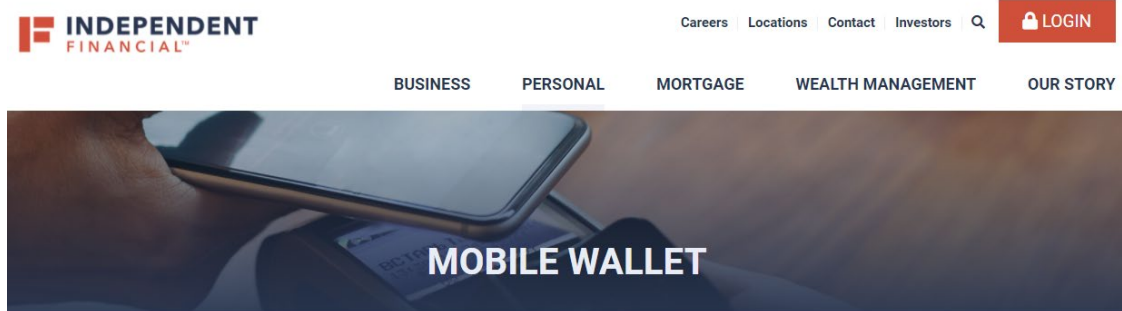 INDEPENDENT
FINANCIAL™
Careers Locations Contact Investors LOGIN
BUSINESS PERSONAL MORTGAGE WEALTH MANAGEMENT OUR STORY
MOBILE WALLET